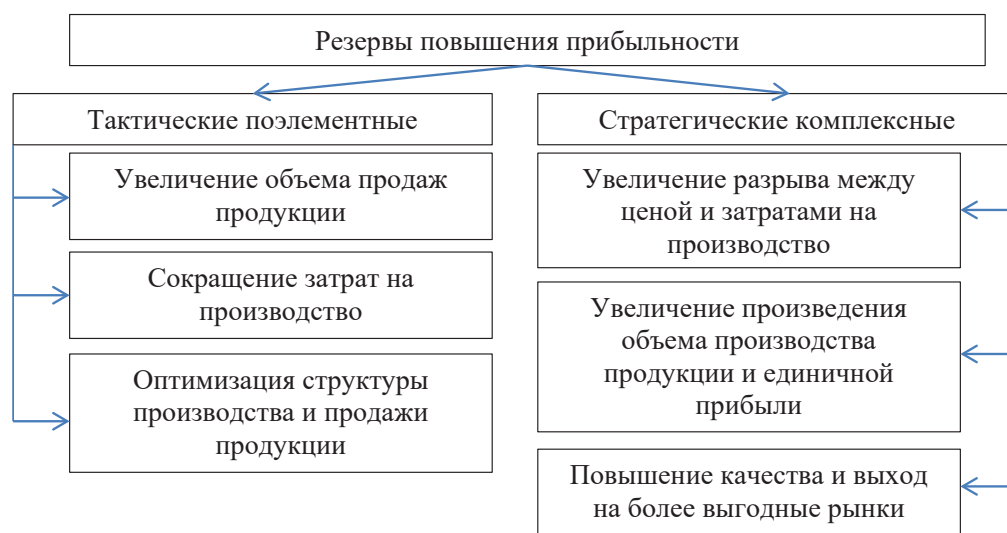 Резервы повышения прибыльности
Тактические поэлементные
Увеличение объема продаж
продукции
Сокращение затрат на
производство
Оптимизация структуры
производства и продажи
продукции
Стратегические комплексные
Увеличение разрыва между
ценой и затратами на
производство
Увеличение произведения
объема производства
продукции и единичной
прибыли
Повышение качества и выход
на более выгодные рынки